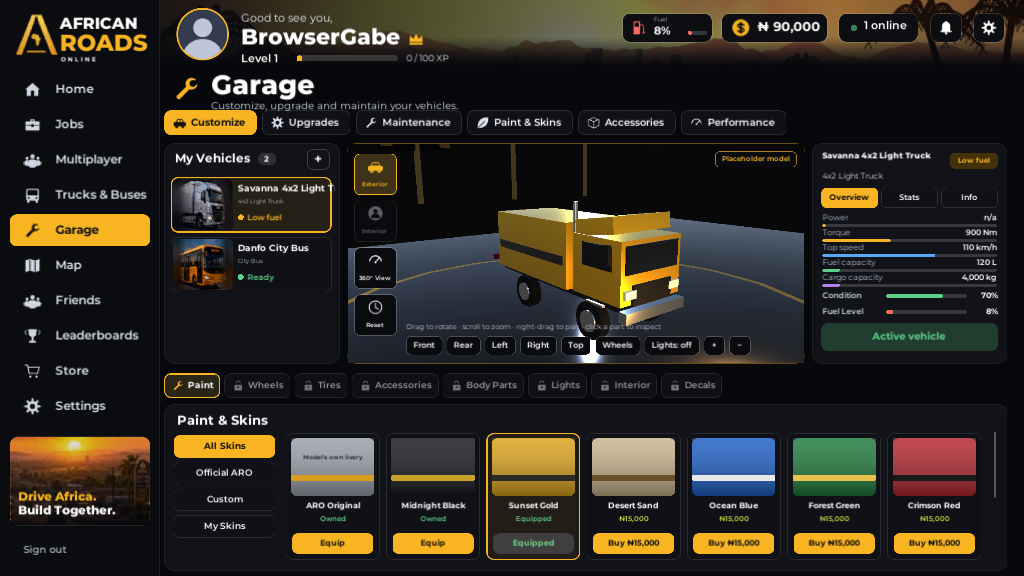 AFRICAN
ROADS
ONLINE
Home
Jobs
Multiplayer
Trucks & Buses
Garage
Map
Friends
Leaderboards
Store
Settings
Drive Africa.
Build Together.
Sign out
Good to see you,
BrowserGabe
Level 1
0 / 100 XP
Fuel
8%
₦ 90,000
1 online
Garage
Customize, upgrade and maintain your vehicles.
Customize
Upgrades
Maintenance
Paint & Skins
Accessories
Performance
My Vehicles 2
+
Savanna 4x2 Light T
4x2 Light Truck
Low fuel
Danfo City Bus
City Bus
Ready
Exterior
Interior
360° View
Reset
Placeholder model
Drag to rotate · scroll to zoom · right-drag to pan · click a part to inspect
Front
Rear
Left
Right
Top
Wheels
Lights: off
+
−
Savanna 4x2 Light Truck
Low fuel
4x2 Light Truck
Overview
Stats
Info
Power n/a
Torque 900 Nm
Top speed 110 km/h
Fuel capacity 120 L
Cargo capacity 4,000 kg
Condition 70%
Fuel Level 8%
Active vehicle
Paint
Wheels
Tires
Accessories
Body Parts
Lights
Interior
Decals
Paint & Skins
All Skins
Official ARO
Custom
My Skins
Model's own livery
ARO Original
Owned
Equip
Midnight Black
Owned
Equip
Sunset Gold
Equipped
Equipped
Desert Sand
₦15,000
Buy ₦15,000
Ocean Blue
₦15,000
Buy ₦15,000
Forest Green
₦15,000
Buy ₦15,000
Crimson Red
₦15,000
Buy ₦15,000